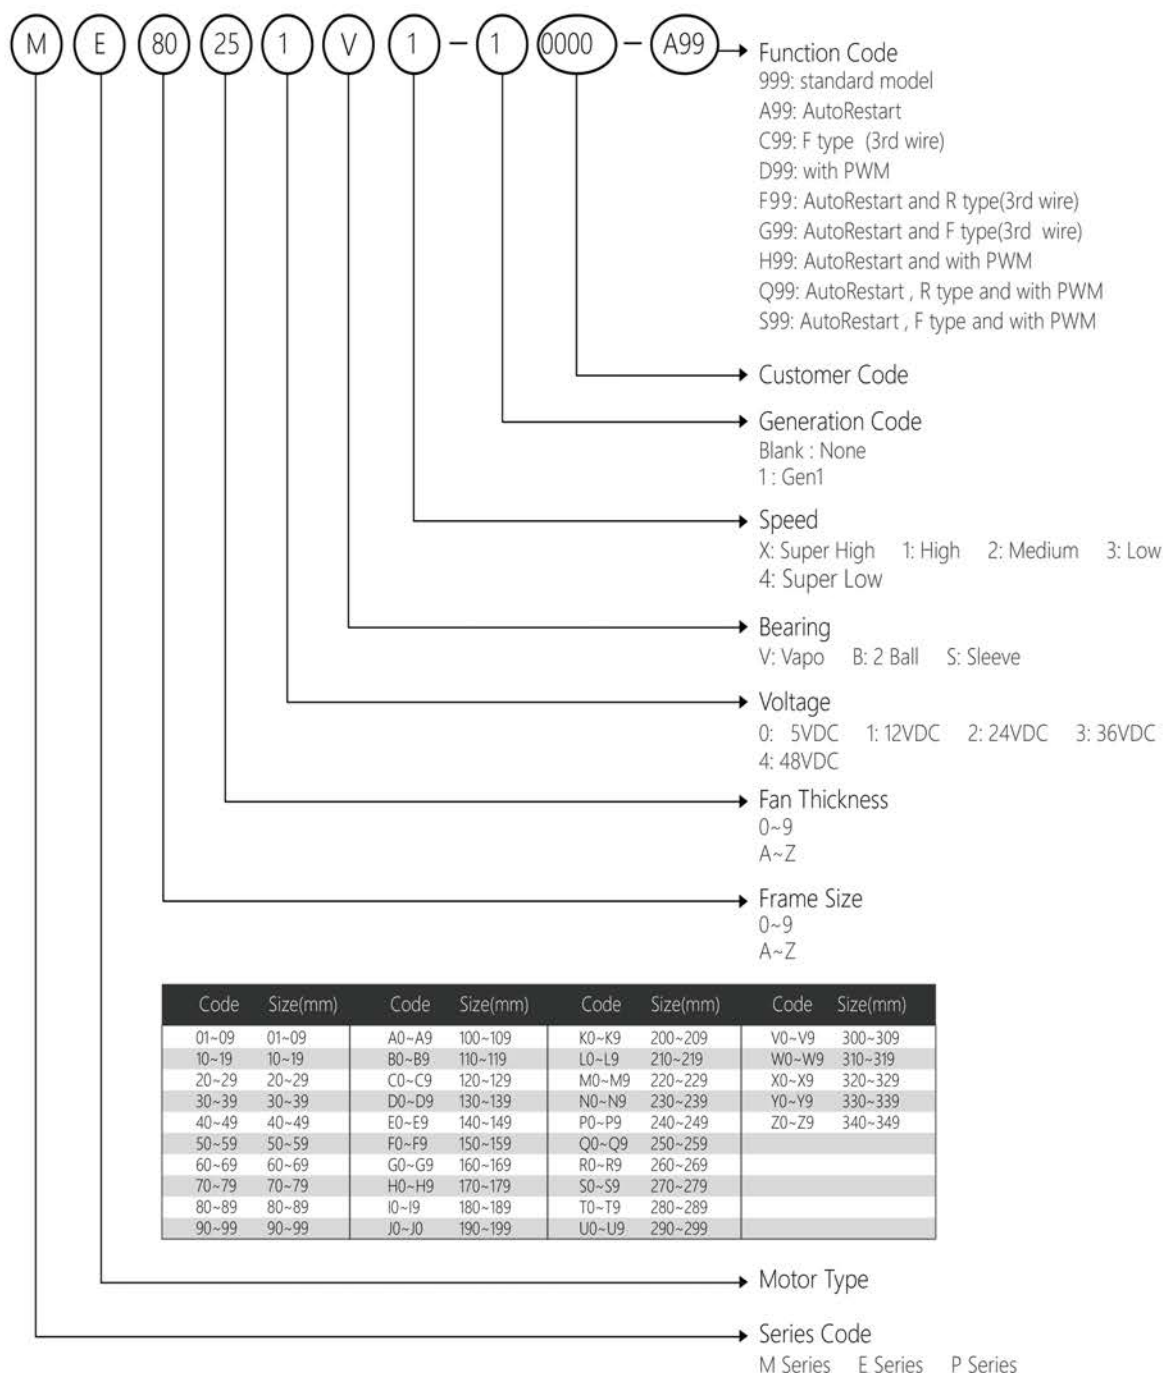 M E 80 25 1 V 1 - 1 0000 - A99
Function Code
999: standard model
A99: AutoRestart
C99: F type (3rd wire)
D99: with PWM
F99: AutoRestart and R type(3rd wire)
G99: AutoRestart and F type(3rd wire)
H99: AutoRestart and with PWM
Q99: AutoRestart , R type and with PWM
S99: AutoRestart , F type and with PWM
Customer Code
Generation Code
Blank : None
1 : Gen1
Speed
X: Super High 1: High 2: Medium 3: Low
4: Super Low
Bearing
V: Vapo B: 2 Ball S: Sleeve
Voltage
0: 5VDC 1: 12VDC 2: 24VDC 3: 36VDC
4: 48VDC
Fan Thickness
0~9
A~Z
Frame Size
0~9
A~Z
Code Size(mm) Code Size(mm) Code Size(mm) Code Size(mm)
01~09 01~09 A0~A9 100~109 K0~K9 200~209 V0~V9 300~309
10~19 10~19 B0~B9 110~119 L0~L9 210~219 W0~W9 310~319
20~29 20~29 C0~C9 120~129 M0~M9 220~229 X0~X9 320~329
30~39 30~39 D0~D9 130~139 N0~N9 230~239 Y0~Y9 330~339
40~49 40~49 E0~E9 140~149 P0~P9 240~249 Z0~Z9 340~349
50~59 50~59 F0~F9 150~159 Q0~Q9 250~259
60~69 60~69 G0~G9 160~169 R0~R9 260~269
70~79 70~79 H0~H9 170~179 S0~S9 270~279
80~89 80~89 I0~I9 180~189 T0~T9 280~289
90~99 90~99 J0~J0 190~199 U0~U9 290~299
Motor Type
Series Code
M Series E Series P Series